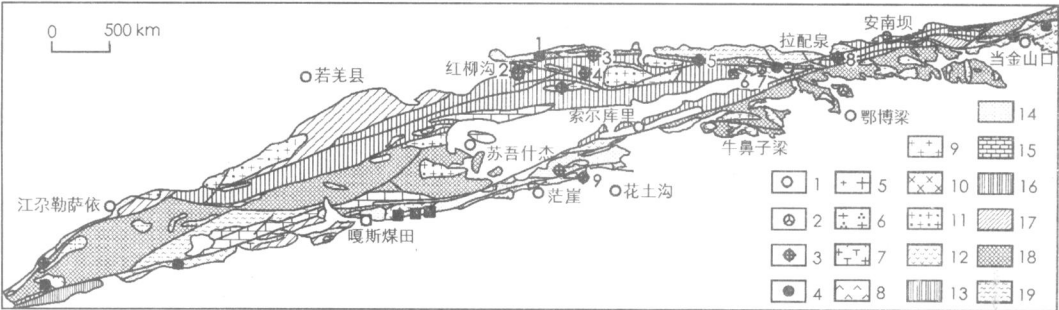 0 500 km
若羌县
红柳沟
1
2
3
4
5
6
7
8
9
拉配泉
安南坝
当金山口
索尔库里
鄂博梁
牛鼻子梁
苏吾什杰
茫崖
花土沟
江尕勒萨依
嘎斯煤田
14
9 15
1 5 10 16
2 6 11 17
3 7 12 18
4 8 13 19